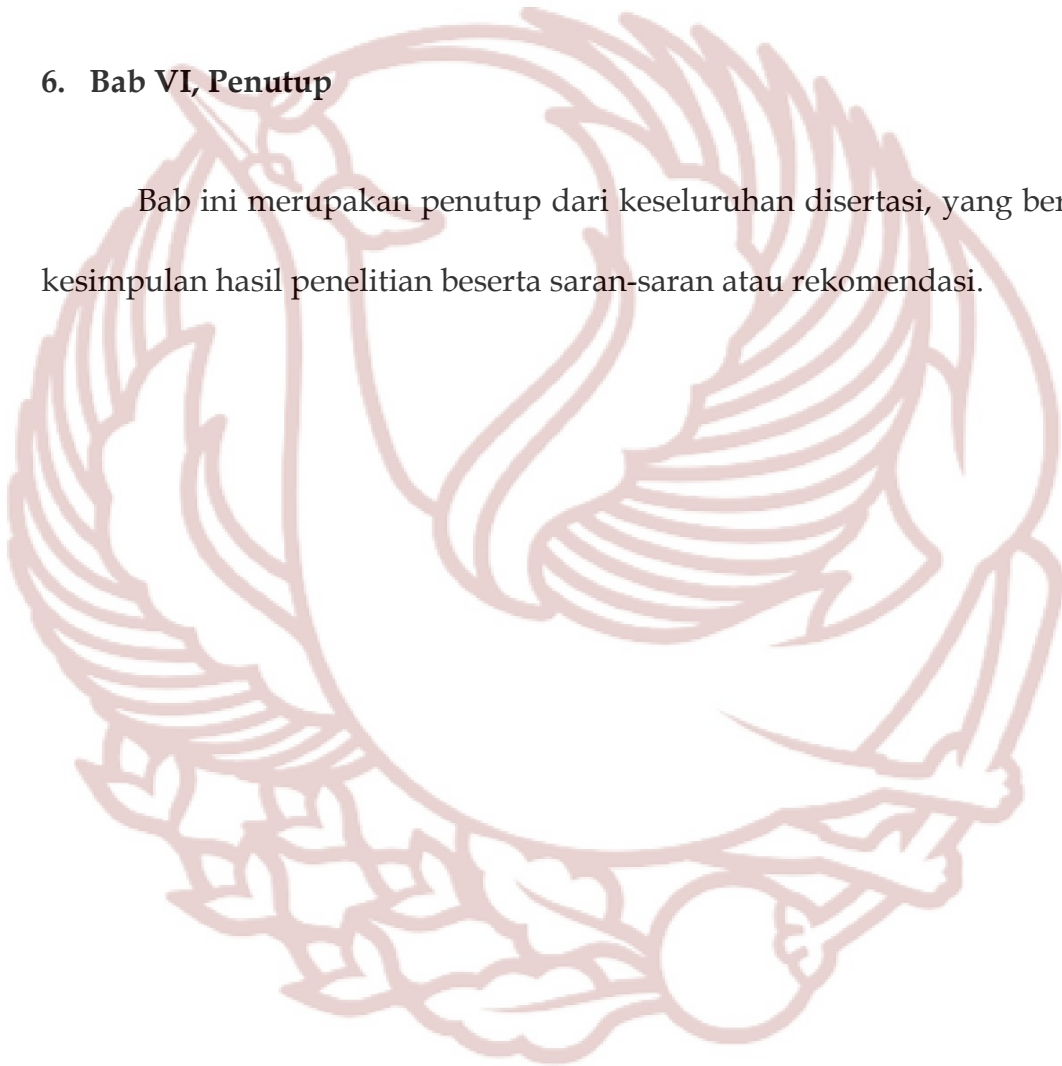 6. Bab VI, Penutup
Bab ini merupakan penutup dari keseluruhan disertasi, yang
kesimpulan hasil penelitian beserta saran-saran atau rekomendasi.